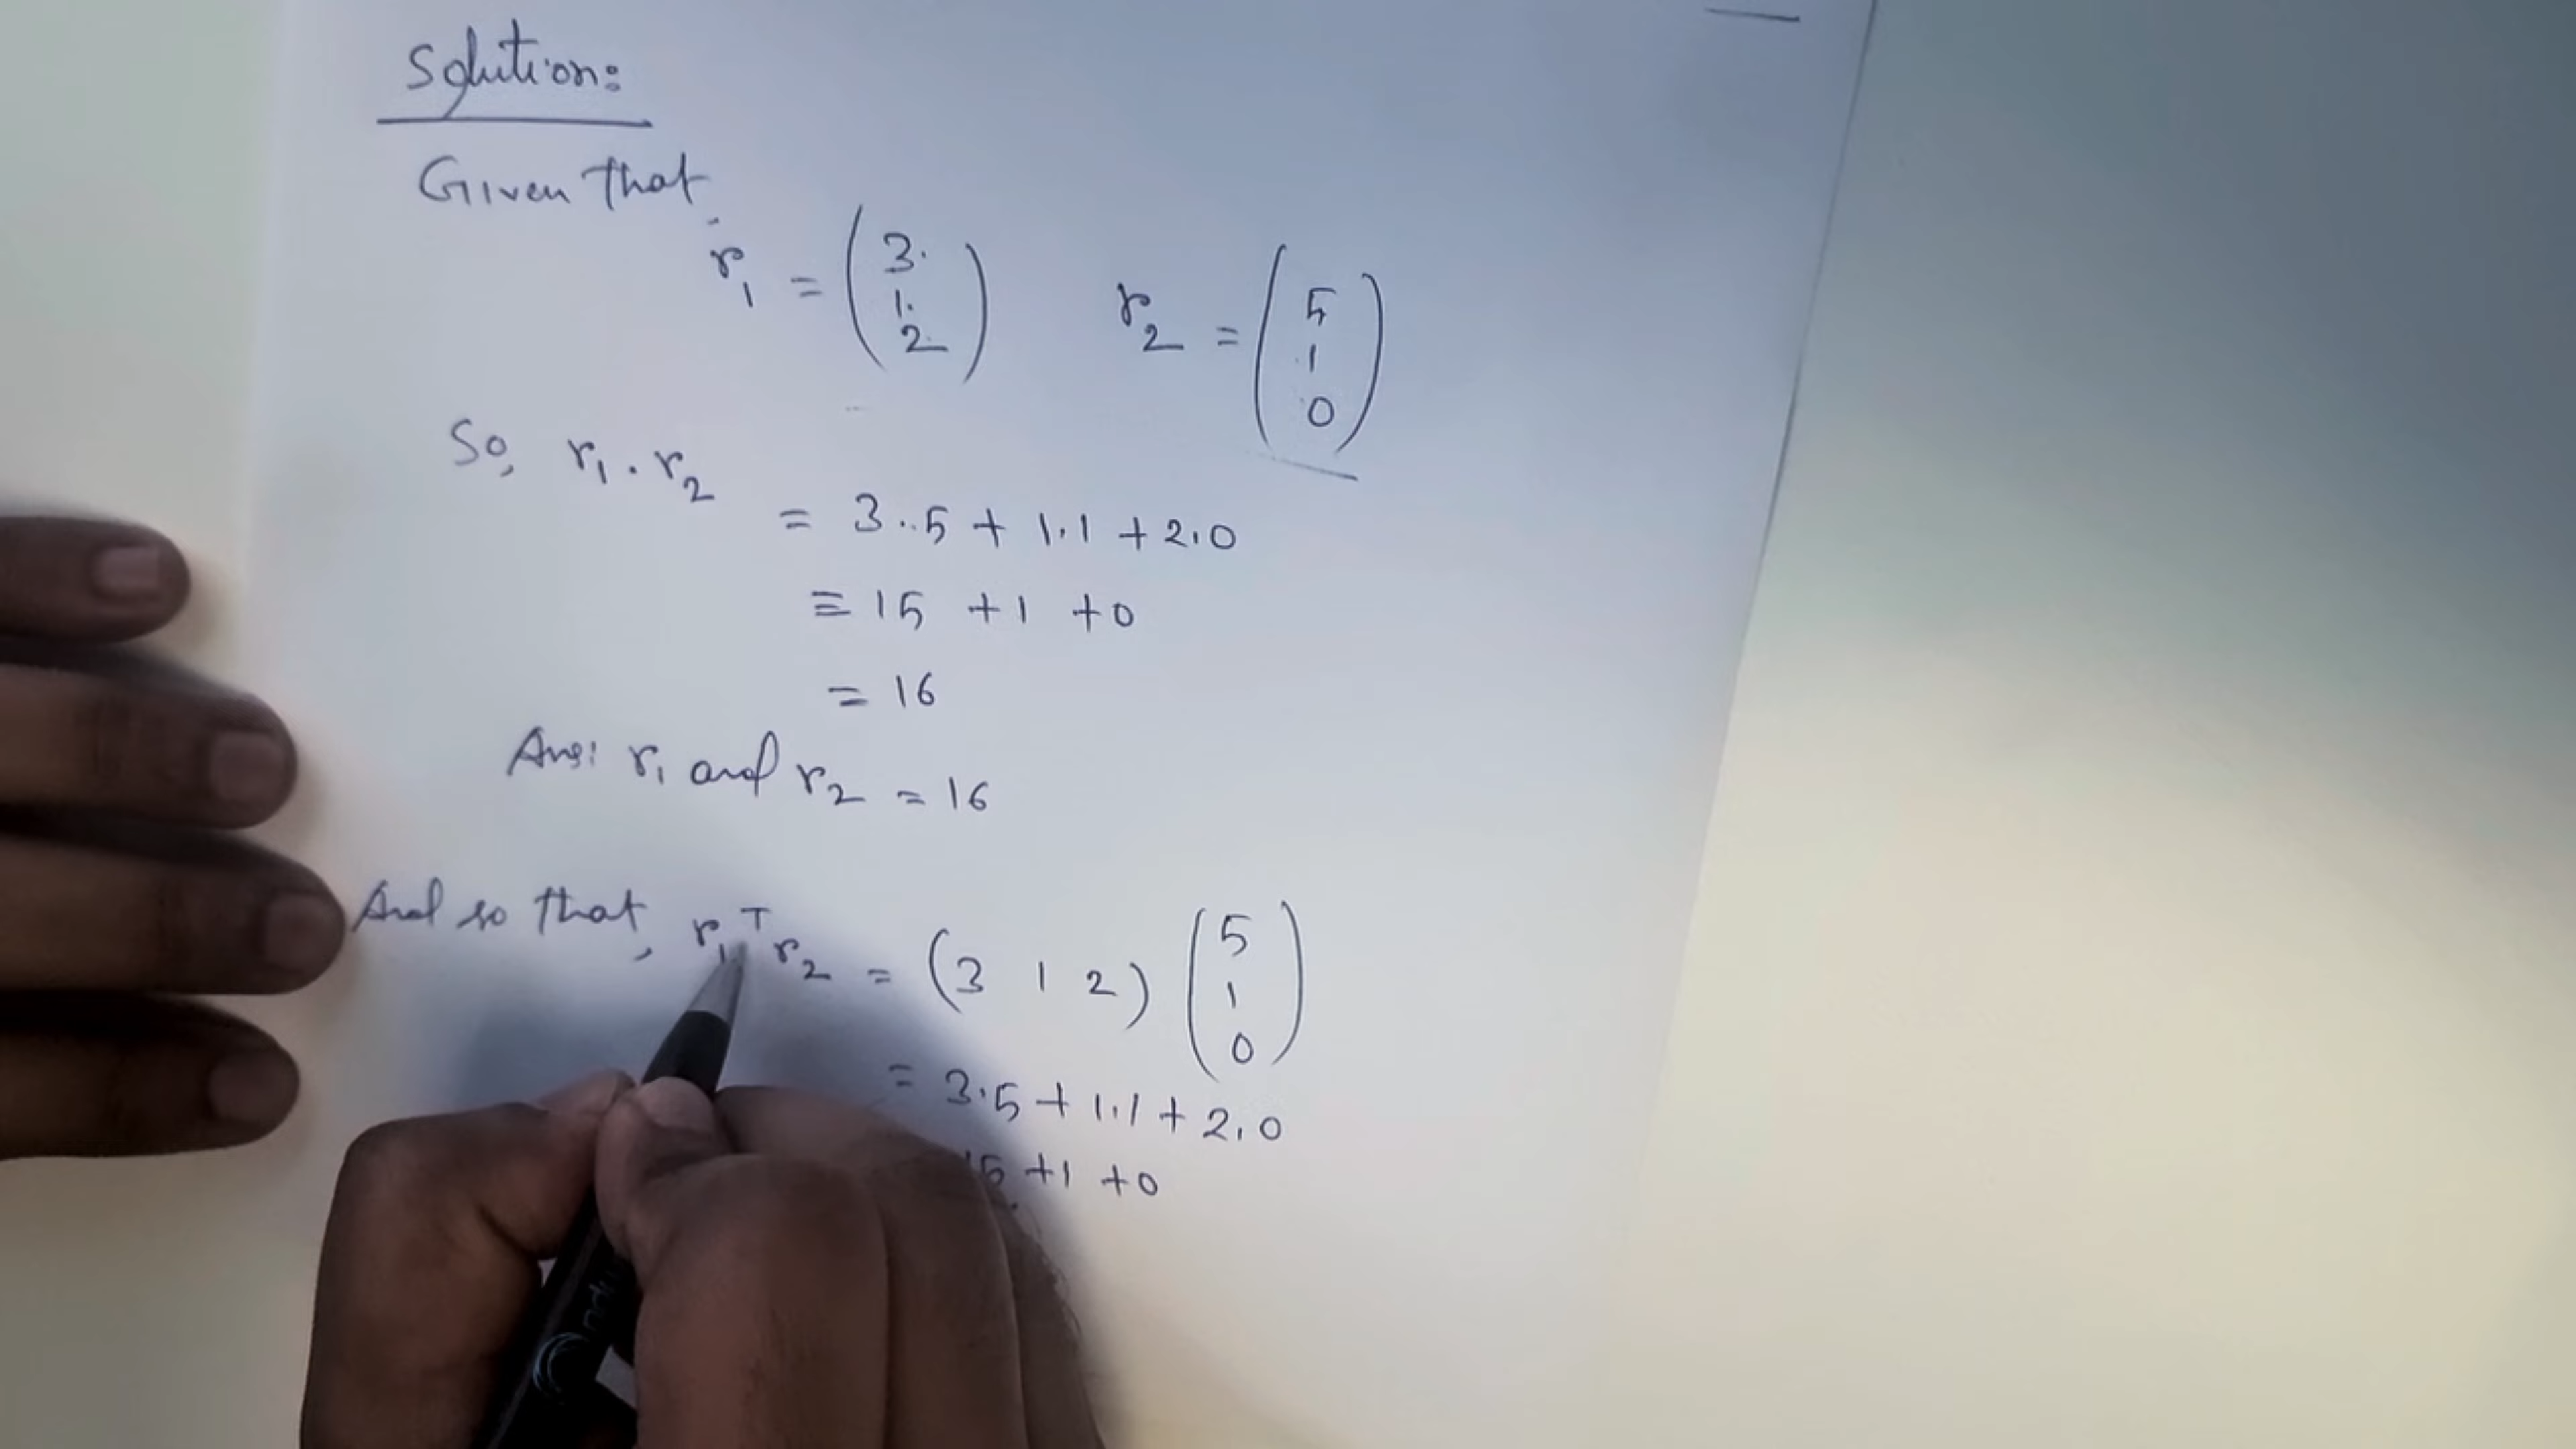 Solution:
Given that,
r₁ = (3 1 2) r₂ = (5 1 0)
So, r₁ . r₂
= 3.5 + 1.1 + 2.0
= 15 + 1 + 0
= 16
Ans: r₁ and r₂ = 16
And so that, r₁ᵀ r₂ = (3 1 2) (5 1 0)
= 3.5 + 1.1 + 2.0
15 + 1 + 0